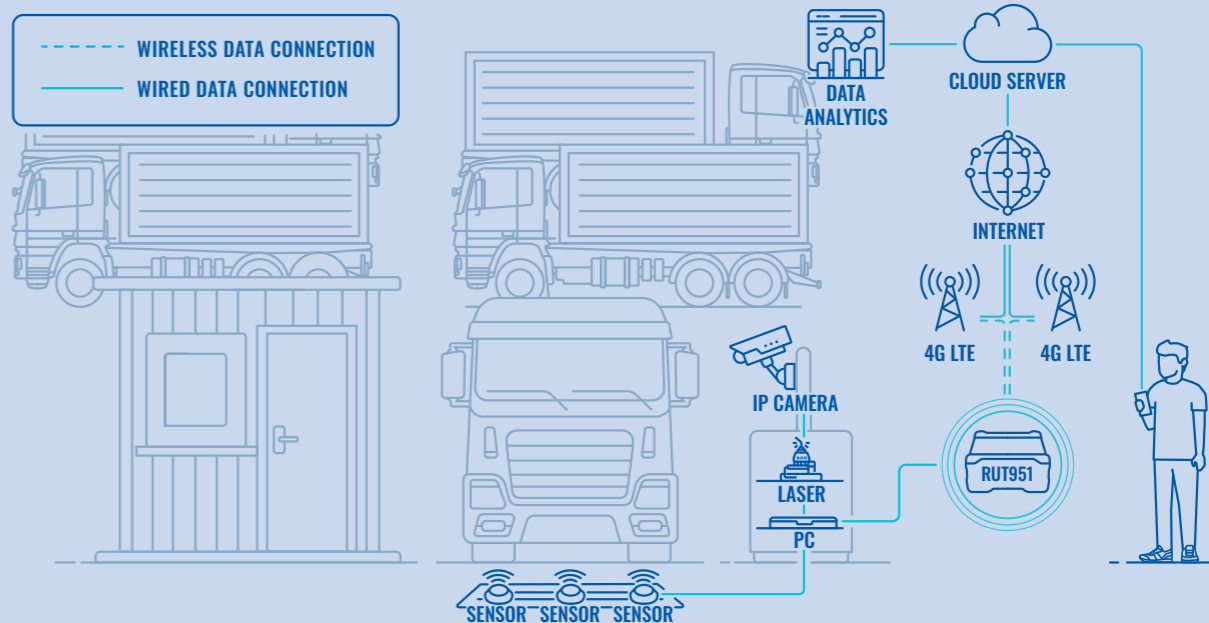 WIRELESS DATA CONNECTION
WIRED DATA CONNECTION
DATA
ANALYTICS
CLOUD SERVER
INTERNET
4G LTE
4G LTE
IP CAMERA
RUT951
LASER
PC
SENSOR SENSOR SENSOR